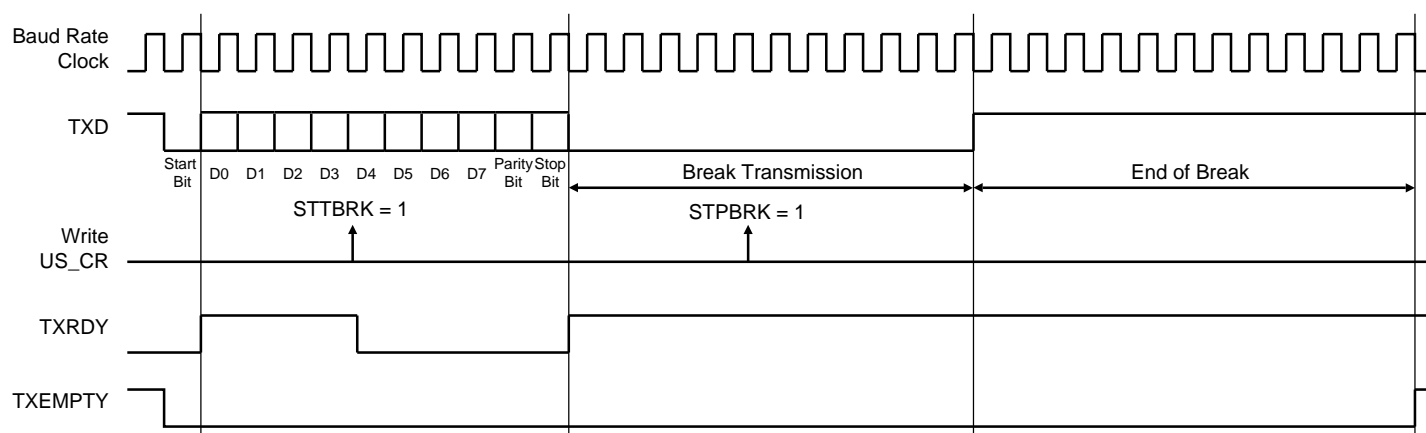 Baud Rate
Clock
TXD
Start
Bit
D0
D1
D2
D3
D4
D5
D6
D7
Parity
Bit
Stop
Bit
Break Transmission
End of Break
STTBRK = 1
STPBRK = 1
Write
US_CR
TXRDY
TXEMPTY